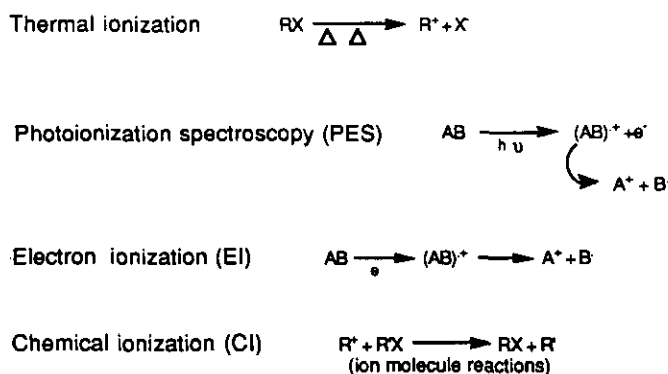 Thermal ionization RX ΔΔ R⁺ + X⁻
Photoionization spectroscopy (PES) AB hυ (AB)·⁺ +e⁻
A⁺ + B·
Electron ionization (EI) AB e (AB)·⁺ A⁺ + B·
Chemical ionization (CI) R⁺ + R'X RX + R'
(ion molecule reactions)